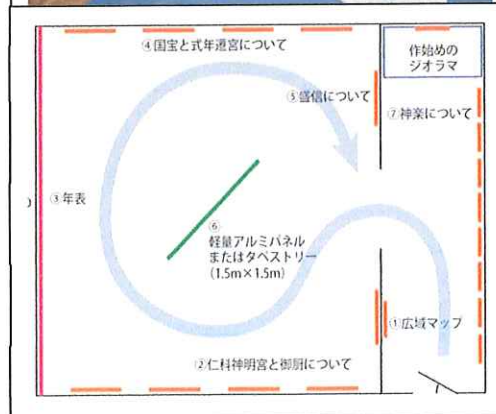 ④国宝と式年遷宮について
作始めの
ジオラマ
⑤盛信について
⑦神楽について
③年表
⑥
軽量アルミパネル
またはタペストリー
(1.5m×1.5m)
①広域マップ
②仁科神明宮と御厨について